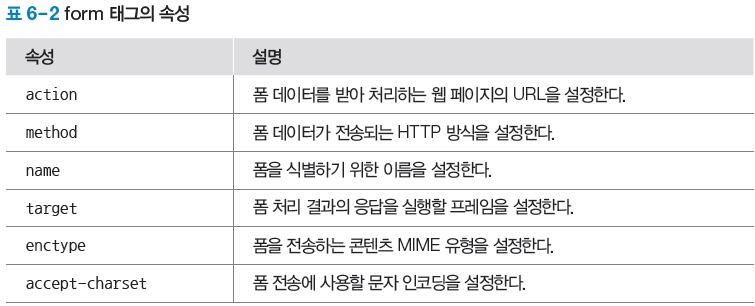 표 6-2 form 태그의 속성
속성 설명
action 폼 데이터를 받아 처리하는 웹 페이지의 URL을 설정한다.
method 폼 데이터가 전송되는 HTTP 방식을 설정한다.
name 폼을 식별하기 위한 이름을 설정한다.
target 폼 처리 결과의 응답을 실행할 프레임을 설정한다.
enctype 폼을 전송하는 콘텐츠 MIME 유형을 설정한다.
accept-charset 폼 전송에 사용할 문자 인코딩을 설정한다.